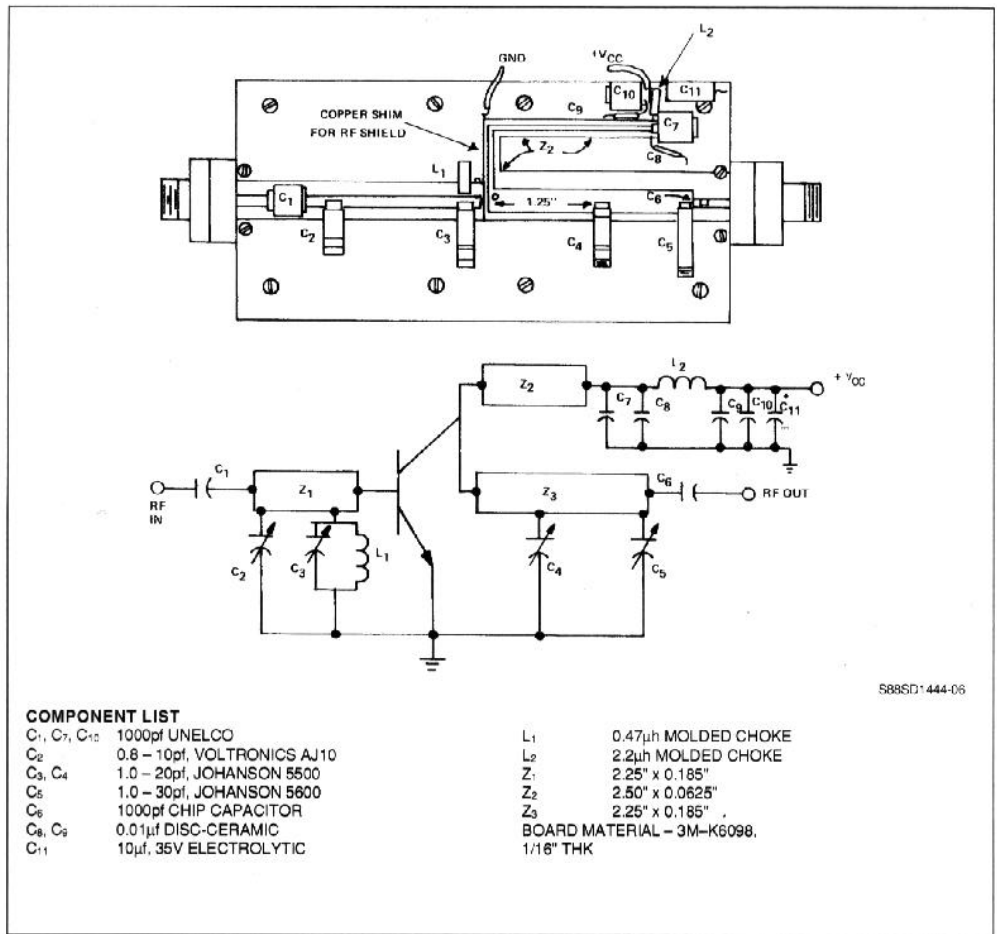 GND
+VCC
L2
C10
C11
C9
C7
COPPER SHIM
FOR RF SHIELD
Z2
C8
L1
C6
C1
1.25"
C2
C3
C4
C5
L2
+ VCC
Z2
C7
C8
C9
C10
C11
+
C1
Z1
Z3
C6
RF
IN
RF OUT
C2
C3
L1
C4
C5
S88SD1444-06
COMPONENT LIST
C1, C7, C10 1000pf UNELCO
C2 0.8 – 10pf, VOLTRONICS AJ10
C3, C4 1.0 – 20pf, JOHANSON 5500
C5 1.0 – 30pf, JOHANSON 5600
C6 1000pf CHIP CAPACITOR
C8, C9 0.01µf DISC-CERAMIC
C11 10µf, 35V ELECTROLYTIC
L1 0.47µh MOLDED CHOKE
L2 2.2µh MOLDED CHOKE
Z1 2.25" x 0.185"
Z2 2.50" x 0.0625"
Z3 2.25" x 0.185"
BOARD MATERIAL – 3M–K6098,
1/16" THK